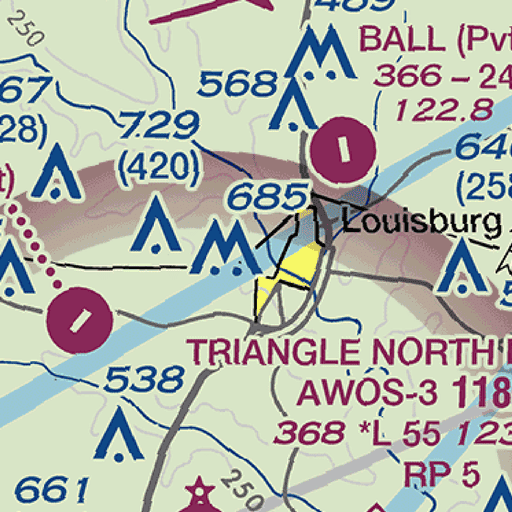 250
489
BALL (Pvt
67
568
366 – 24
122.8
28)
729
(420)
646
(258
t)
685
Louisburg
TRIANGLE NORTH
538
AWOS-3 118
368 *L 55 123
RP 5
661
250